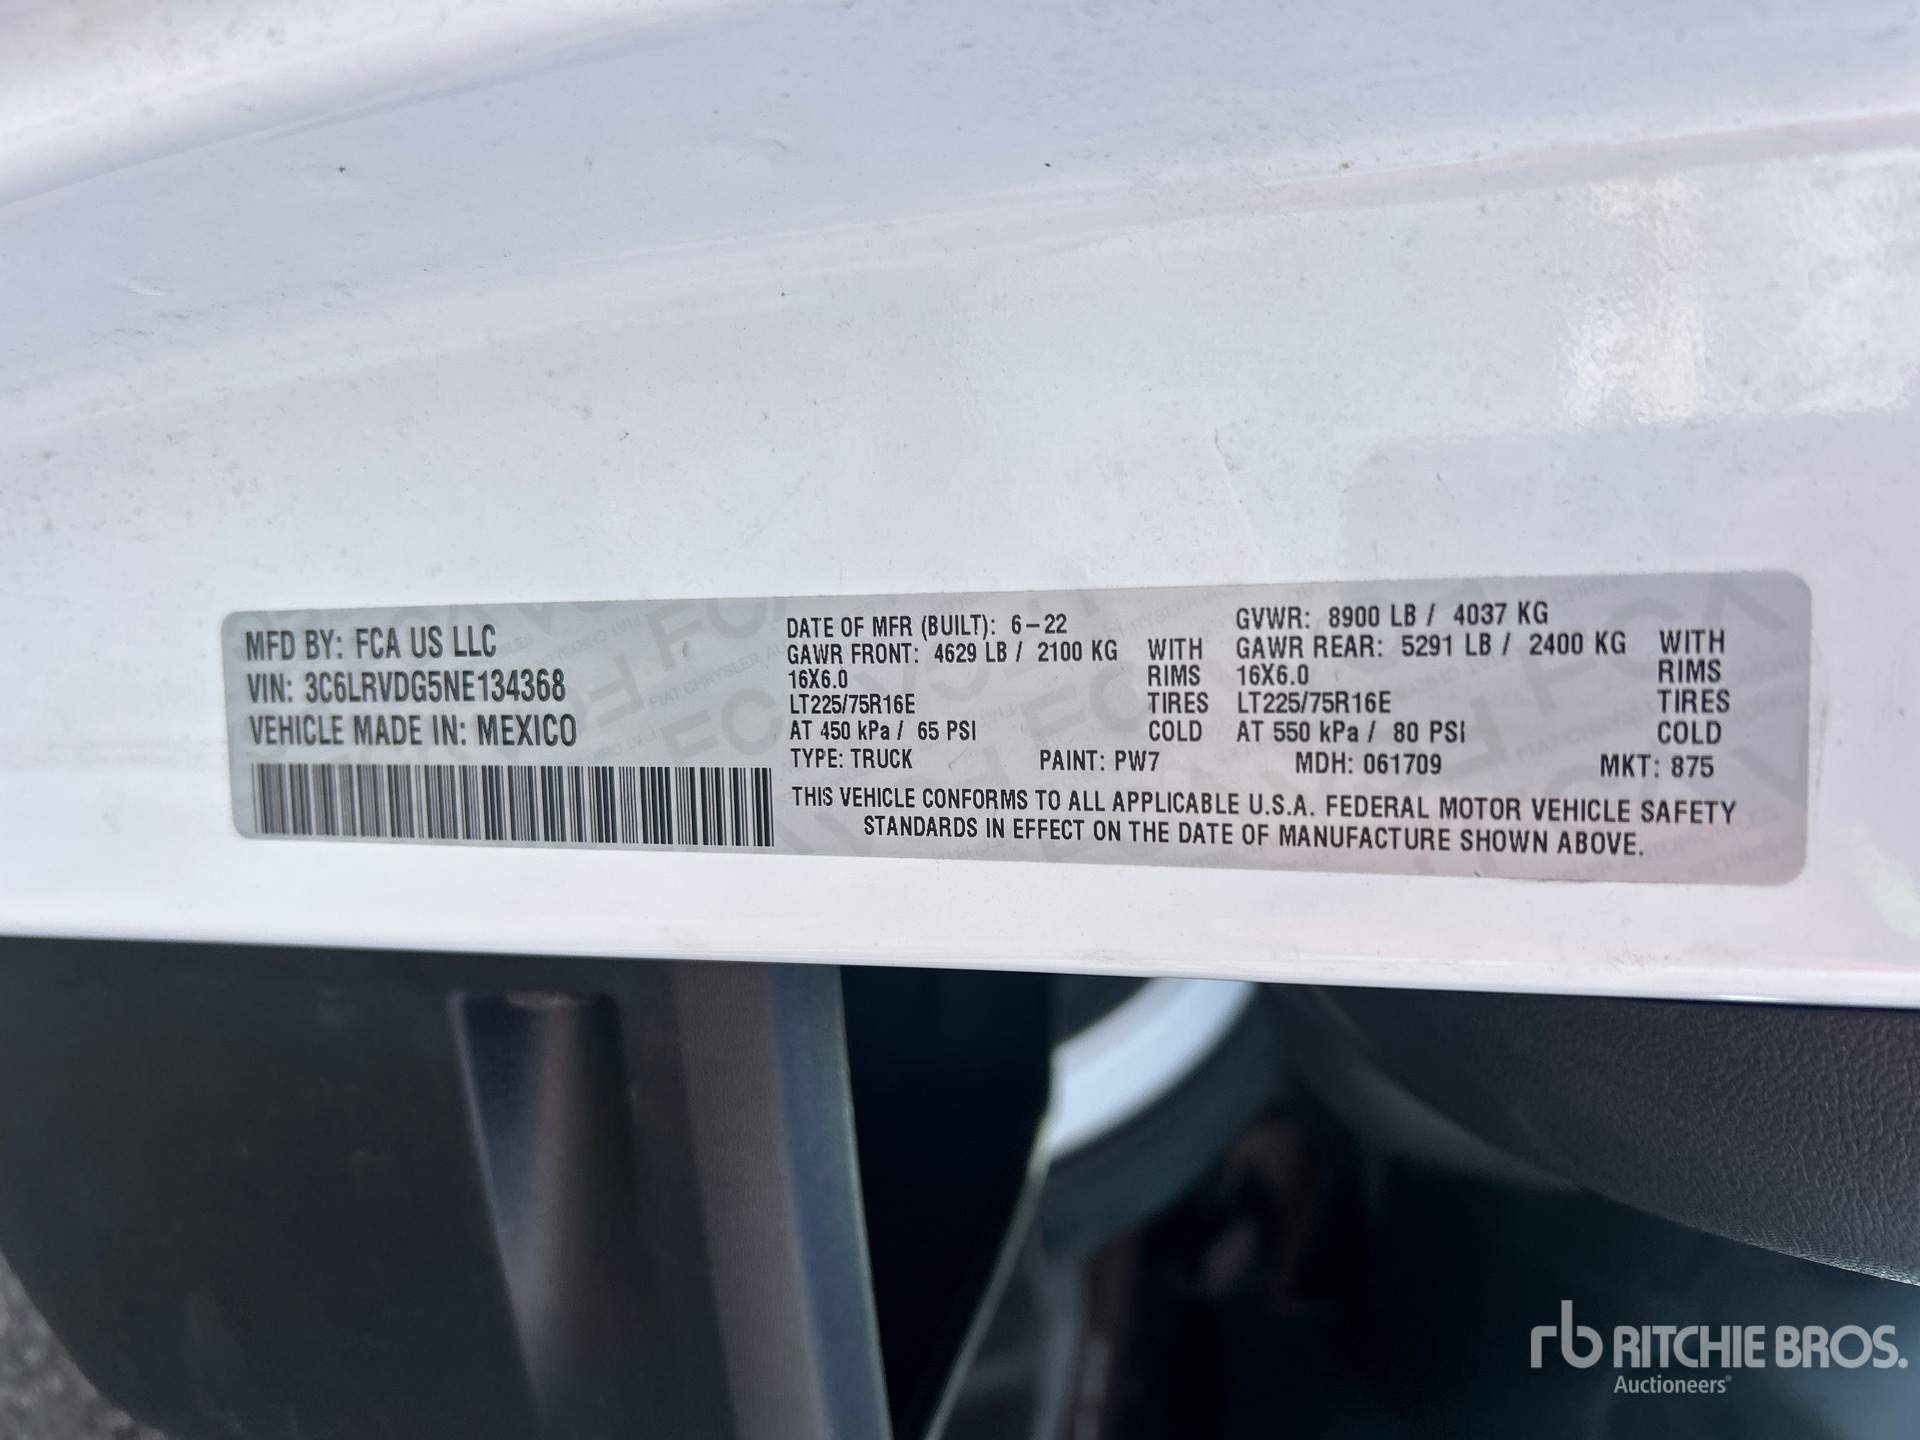 MFD BY: FCA US LLC
VIN: 3C6LRVDG5NE134368
VEHICLE MADE IN: MEXICO
DATE OF MFR (BUILT): 6-22
GAWR FRONT: 4629 LB / 2100 KG WITH
16X6.0 RIMS
LT225/75R16E TIRES
AT 450 kPa / 65 PSI COLD
GVWR: 8900 LB / 4037 KG
GAWR REAR: 5291 LB / 2400 KG WITH
16X6.0 RIMS
LT225/75R16E TIRES
AT 550 kPa / 80 PSI COLD
TYPE: TRUCK PAINT: PW7 MDH: 061709 MKT: 875
THIS VEHICLE CONFORMS TO ALL APPLICABLE U.S.A. FEDERAL MOTOR VEHICLE SAFETY
STANDARDS IN EFFECT ON THE DATE OF MANUFACTURE SHOWN ABOVE.
rb RITCHIE BROS.
Auctioneers